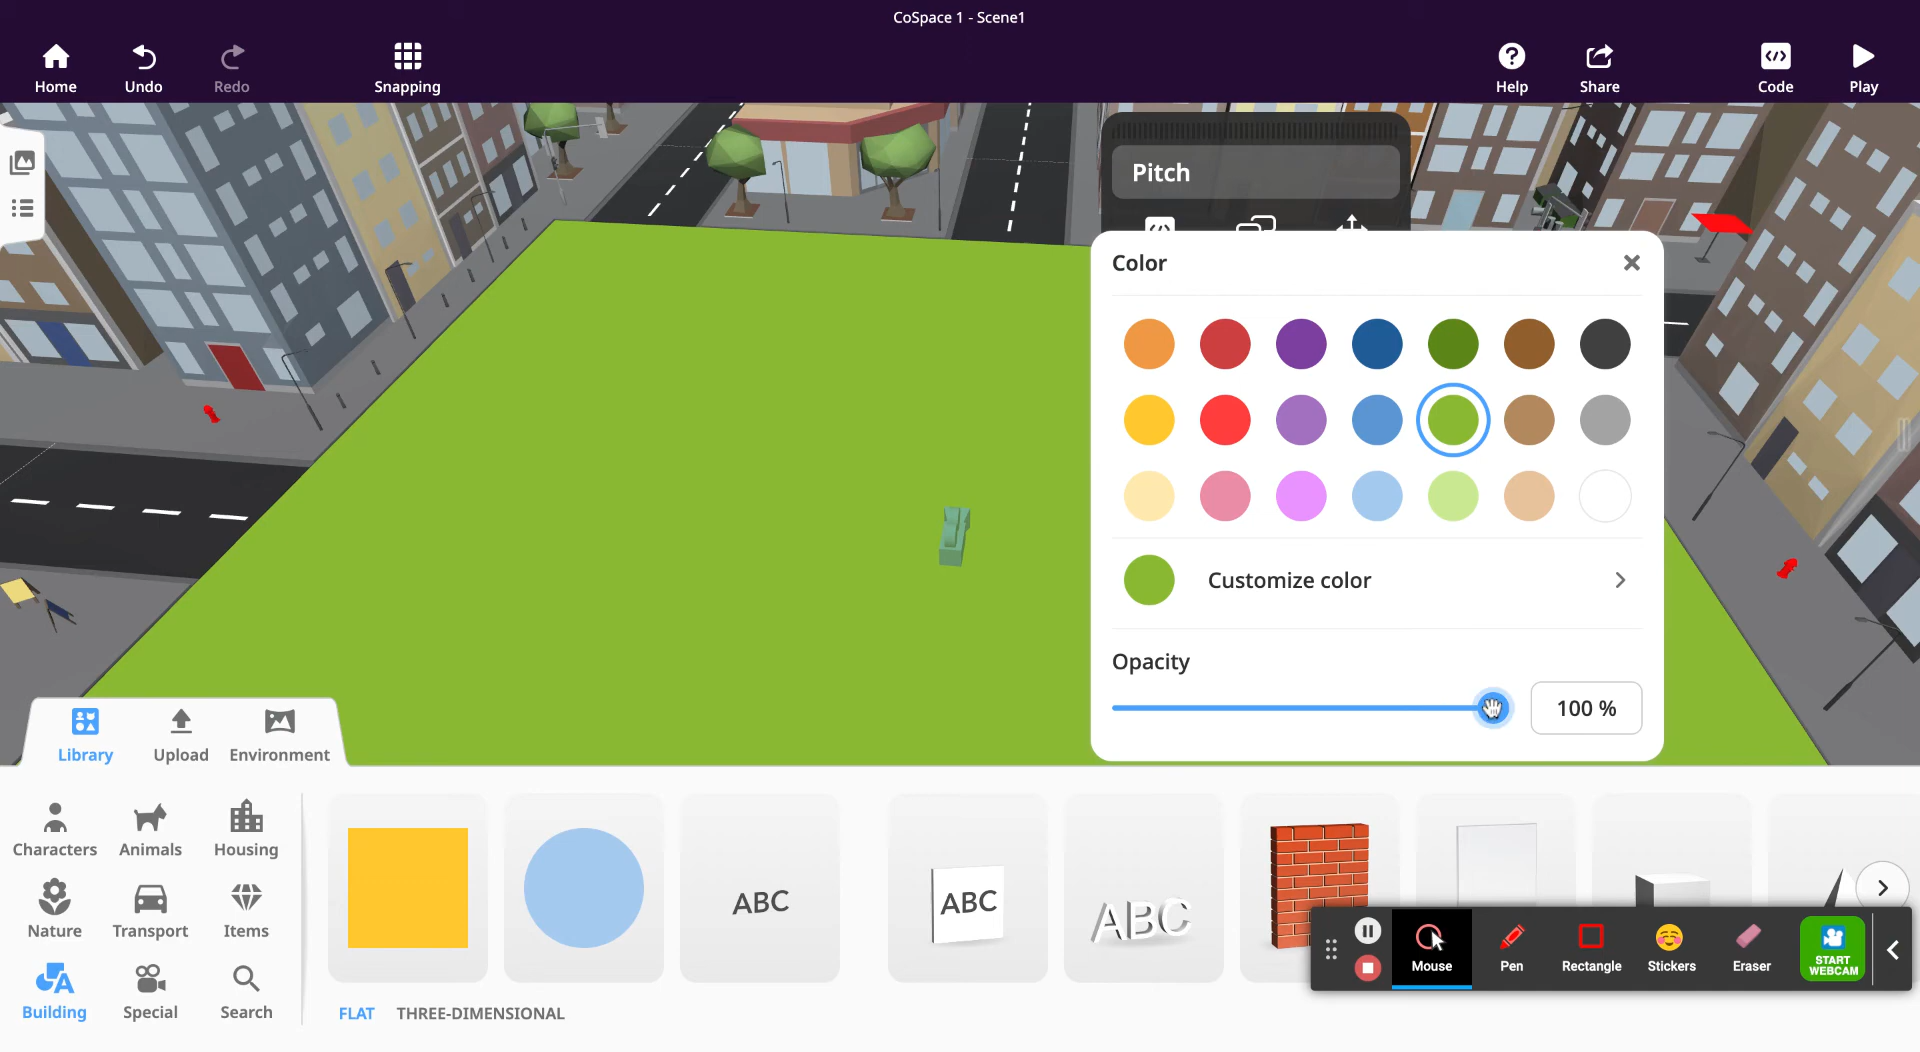 CoSpace 1 - Scene1
Home
Undo
Redo
Snapping
Help
Share
Code
Play
Pitch
Color
Customize color
Opacity
100 %
Library
Upload
Environment
Characters
Animals
Housing
Nature
Transport
Items
Building
Special
Search
ABC
ABC
ABC
FLAT
THREE-DIMENSIONAL
Mouse
Pen
Rectangle
Stickers
Eraser
START
WEBCAM